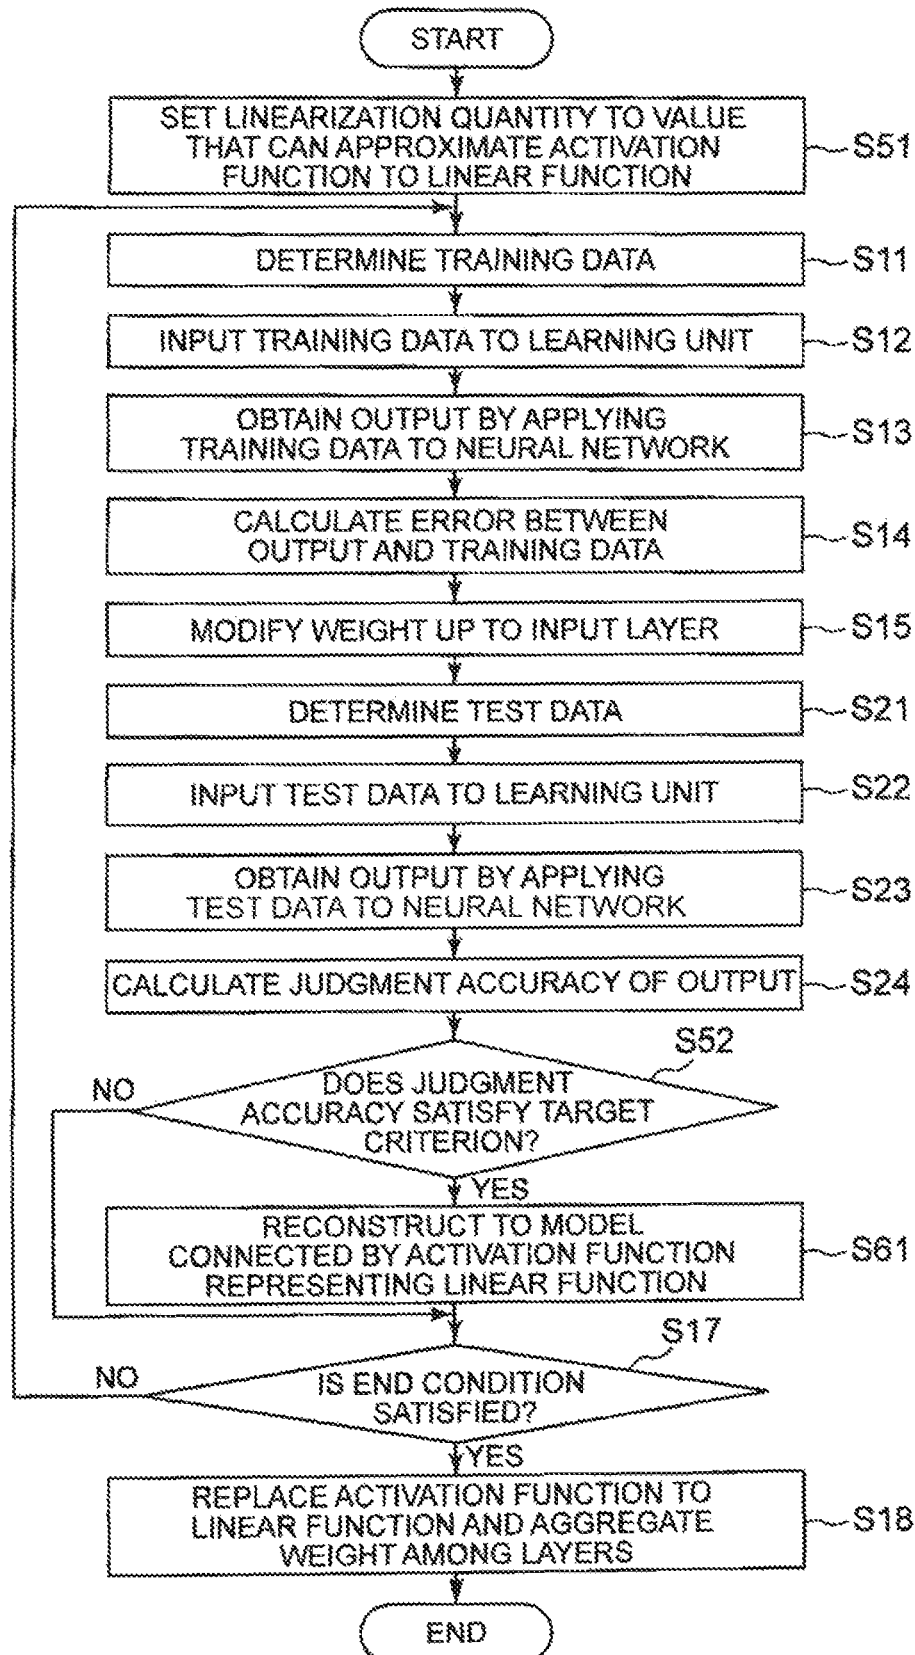 START
SET LINEARIZATION QUANTITY TO VALUE
THAT CAN APPROXIMATE ACTIVATION
FUNCTION TO LINEAR FUNCTION
S51
DETERMINE TRAINING DATA
S11
INPUT TRAINING DATA TO LEARNING UNIT
S12
OBTAIN OUTPUT BY APPLYING
TRAINING DATA TO NEURAL NETWORK
S13
CALCULATE ERROR BETWEEN
OUTPUT AND TRAINING DATA
S14
MODIFY WEIGHT UP TO INPUT LAYER
S15
DETERMINE TEST DATA
S21
INPUT TEST DATA TO LEARNING UNIT
S22
OBTAIN OUTPUT BY APPLYING
TEST DATA TO NEURAL NETWORK
S23
CALCULATE JUDGMENT ACCURACY OF OUTPUT
S24
S52
NO
DOES JUDGMENT
ACCURACY SATISFY TARGET
CRITERION?
YES
RECONSTRUCT TO MODEL
CONNECTED BY ACTIVATION FUNCTION
REPRESENTING LINEAR FUNCTION
S61
S17
NO
IS END CONDITION
SATISFIED?
YES
REPLACE ACTIVATION FUNCTION TO
LINEAR FUNCTION AND AGGREGATE
WEIGHT AMONG LAYERS
S18
END